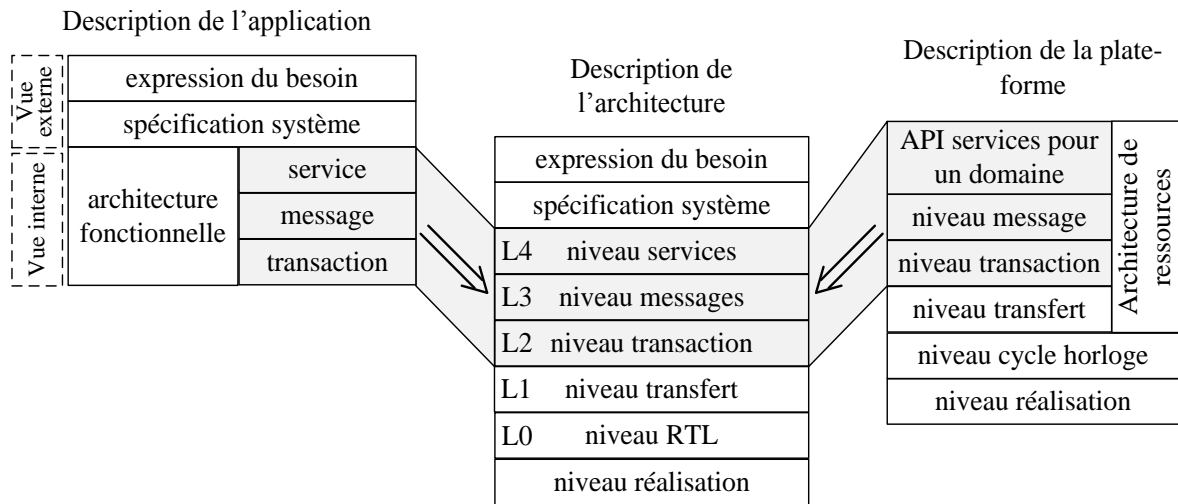 Description de l'application
Vue
externe
expression du besoin
spécification système
Vue interne
architecture
fonctionnelle
service
message
transaction
Description de
l'architecture
expression du besoin
spécification système
L4 niveau services
L3 niveau messages
L2 niveau transaction
L1 niveau transfert
L0 niveau RTL
niveau réalisation
Description de la plate-
forme
API services pour
un domaine
niveau message
niveau transaction
niveau transfert
Architecture de
ressources
niveau cycle horloge
niveau réalisation